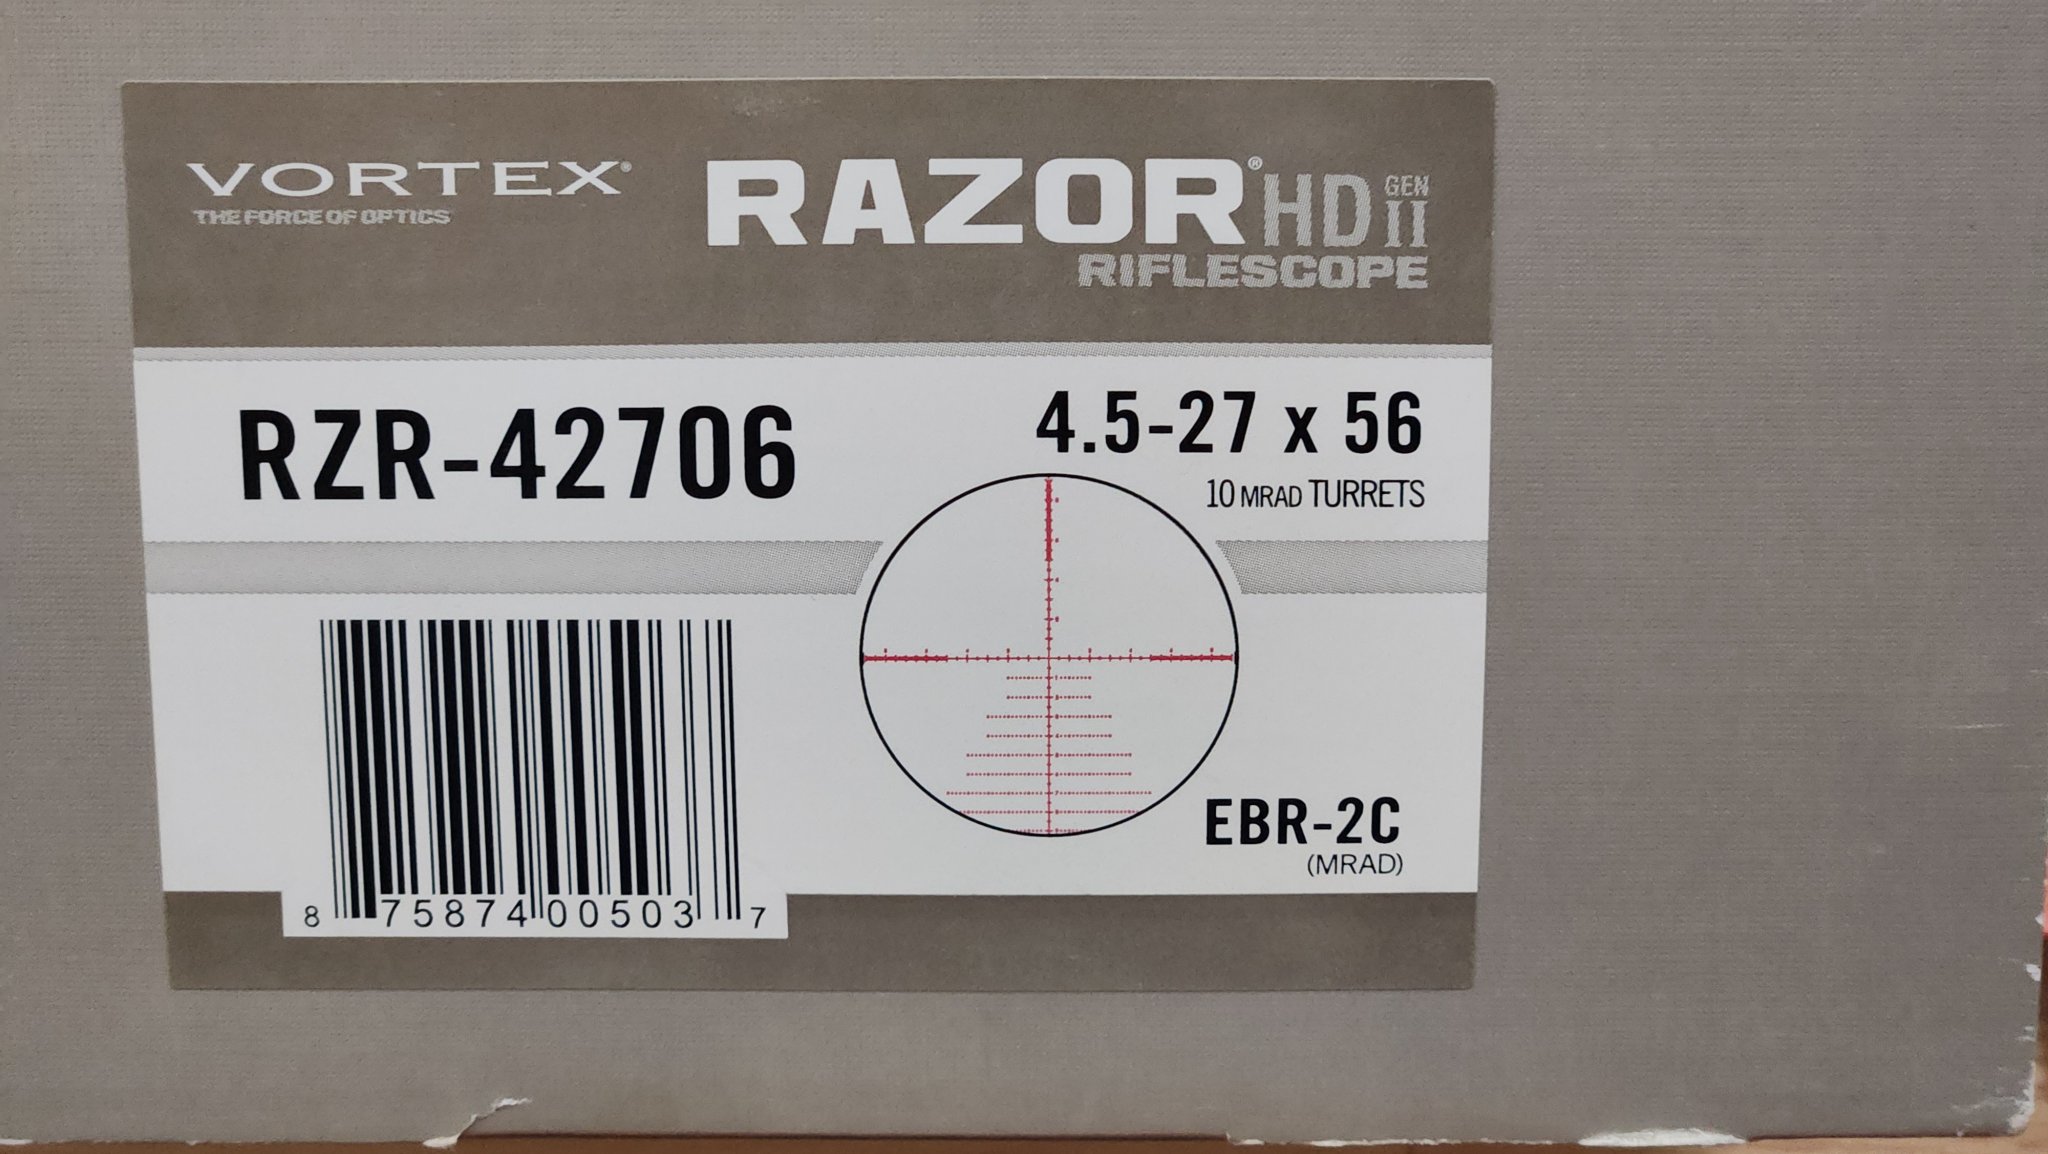 VORTEX®
THE FORCE OF OPTICS
RAZOR® HD GEN II
RIFLESCOPE
RZR-42706
4.5-27 x 56
10 MRAD TURRETS
EBR-2C
(MRAD)
8 75874 00503 7